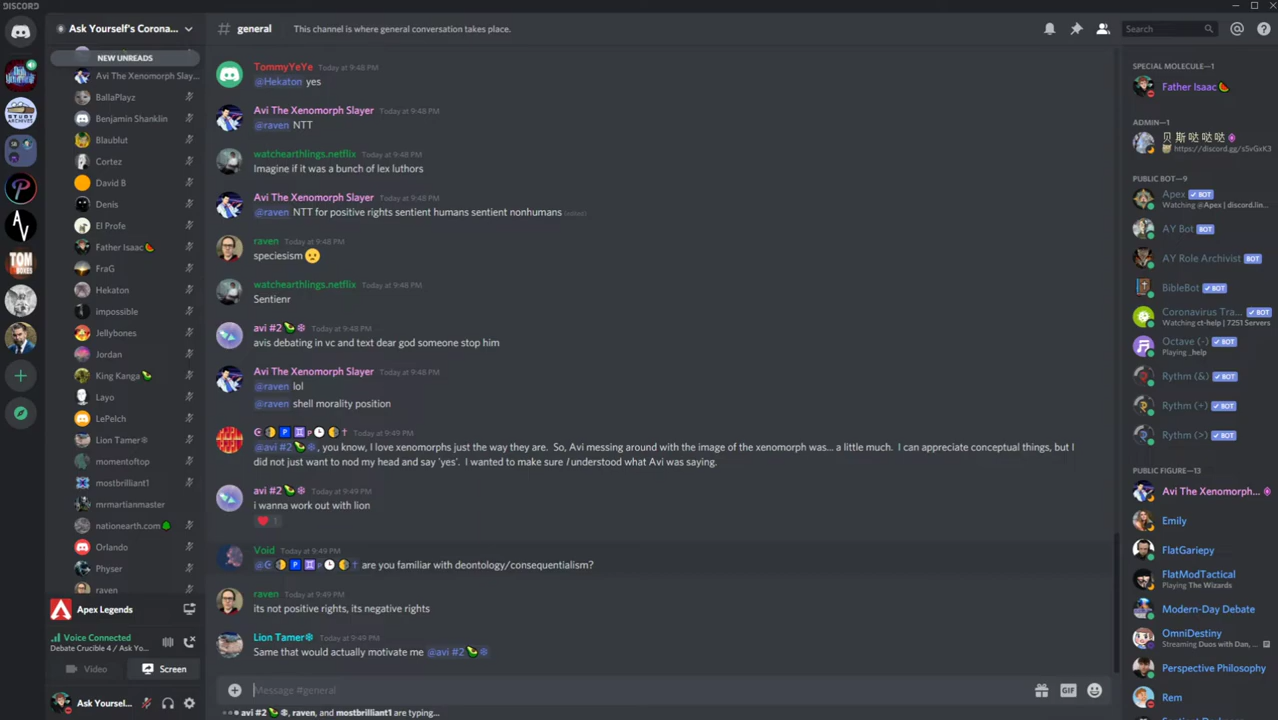 DISCORD
Ask Yourself's Corona...
NEW UNREADS
Avi The Xenomorph Slay...
BallaPlayz
Benjamin Shanklin
Blaublut
Cortez
David B
Denis
El Profe
Father Isaac
FraG
Hekaton
impossible
Jellybones
Jordan
King Kanga
Layo
LePelch
Lion Tamer
momentoftop
mostbrilliant1
mrmartianmaster
nationearth.com
Orlando
Physer
raven
Apex Legends
Voice Connected
Debate Crucible 4 / Ask Yo...
Video
Screen
Ask Yoursel...
STUDY
ARCHIVES
TOM
BOXES
# general
This channel is where general conversation takes place.
Search
TommyYeYe Today at 9:48 PM
@Hekaton yes
Avi The Xenomorph Slayer Today at 9:48 PM
@raven NTT
watchearthlings.netflix Today at 9:48 PM
Imagine if it was a bunch of lex luthors
Avi The Xenomorph Slayer Today at 9:48 PM
@raven NTT for positive rights sentient humans sentient nonhumans (edited)
raven Today at 9:48 PM
speciesism
watchearthlings.netflix Today at 9:48 PM
Sentienr
avi #2 Today at 9:48 PM
avis debating in vc and text dear god someone stop him
Avi The Xenomorph Slayer Today at 9:48 PM
@raven lol
@raven shell morality position
Today at 9:49 PM
@avi #2 , you know, I love xenomorphs just the way they are. So, Avi messing around with the image of the xenomorph was... a little much. I can appreciate conceptual things, but I
did not just want to nod my head and say 'yes'. I wanted to make sure I understood what Avi was saying.
avi #2 Today at 9:49 PM
i wanna work out with lion
1
Void Today at 9:49 PM
@ P P are you familiar with deontology/consequentialism?
raven Today at 9:49 PM
its not positive rights, its negative rights
Lion Tamer Today at 9:49 PM
Same that would actually motivate me @avi #2
Message #general
GIF
avi #2 , raven, and mostbrilliant1 are typing...
SPECIAL MOLECULE—1
Father Isaac
ADMIN—1
贝斯哒哒哒
https://discord.gg/sSvGxK3
PUBLIC BOT—9
Apex BOT
Watching @Apex | discord.lin...
AY Bot BOT
AY Role Archivist BOT
BibleBot BOT
Coronavirus Tra... BOT
Watching ct-help | 7251 Servers
Octave (-) BOT
Playing _help
Rythm (&) BOT
Rythm (+) BOT
Rythm (>) BOT
PUBLIC FIGURE—13
Avi The Xenomorph...
Emily
FlatGariepy
FlatModTactical
Playing The Wizards
Modern-Day Debate
OmniDestiny
Streaming Duos with Dan, ...
Perspective Philosophy
Rem